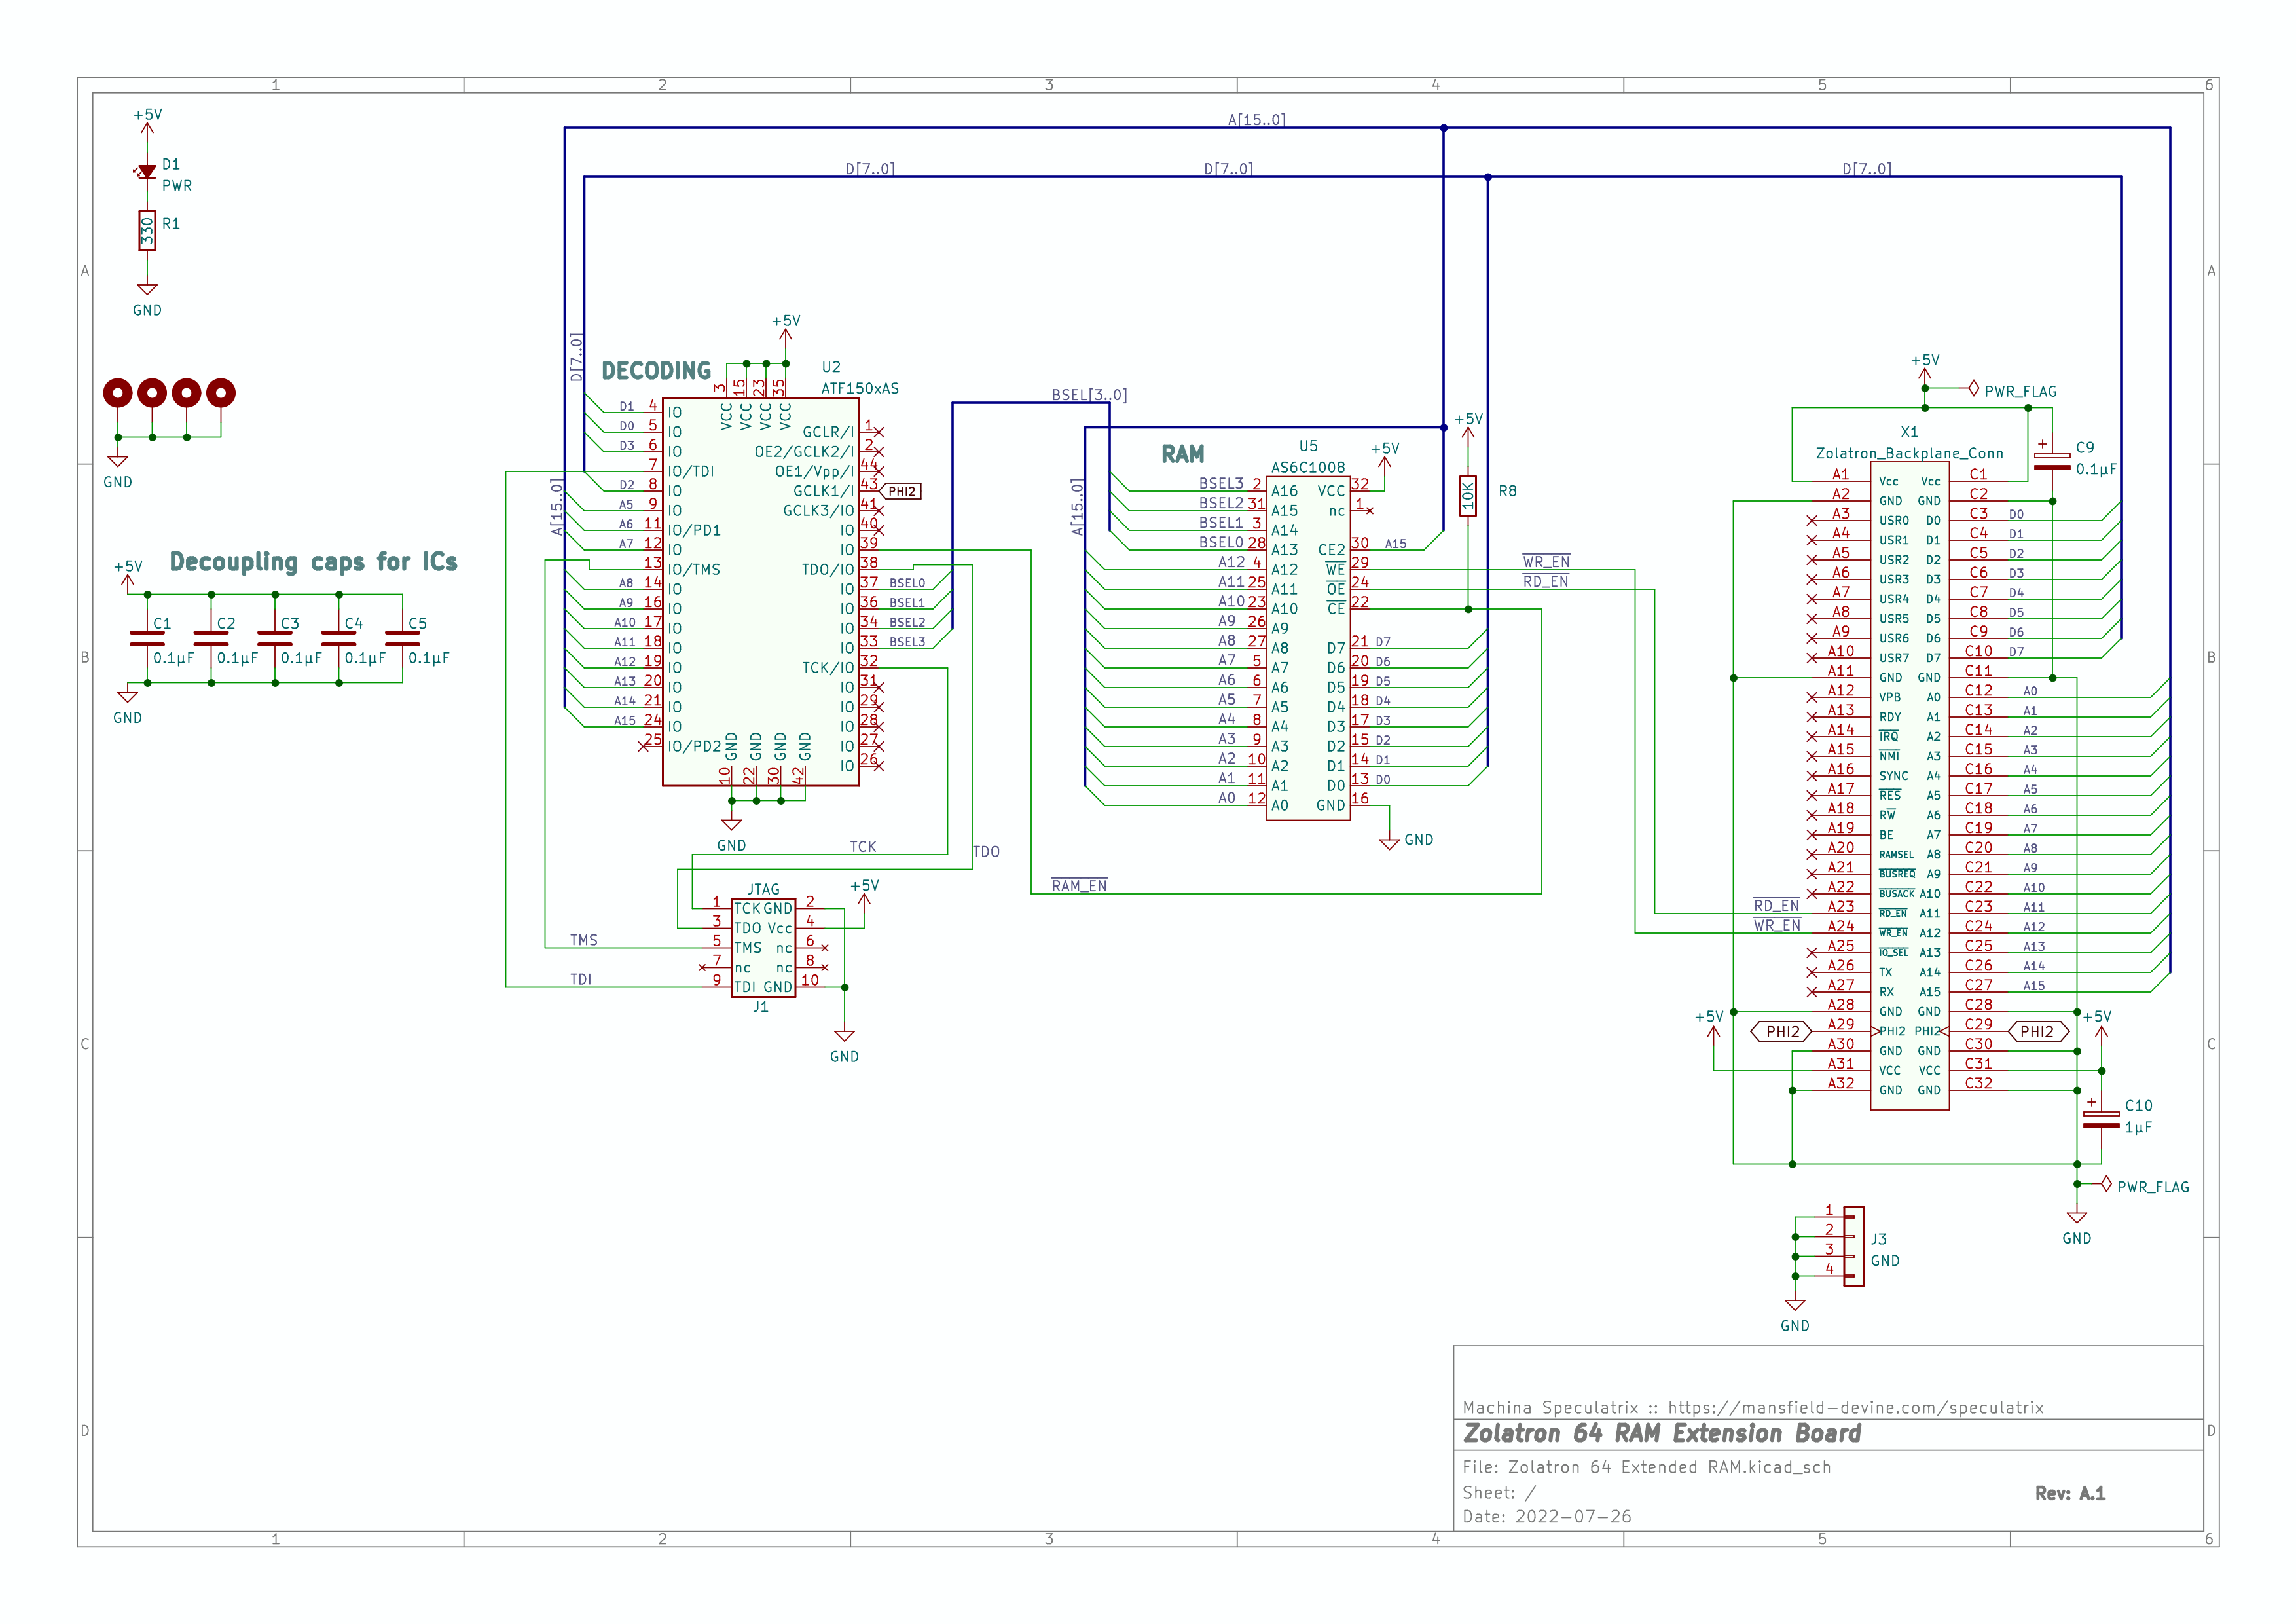 1 2 3 4 5 6
A[15..0]
D[7..0] D[7..0] D[7..0]
+5V
D1
PWR
R1
330
GND
A A
GND
Decoupling caps for ICs
+5V
C1 C2 C3 C4 C5
0.1µF 0.1µF 0.1µF 0.1µF 0.1µF
GND
B B
D[7..0]
A[15..0]
DECODING
+5V
U2
ATF150xAS
3 15 23 35
VCC VCC VCC VCC
D1 4 IO
D0 5 IO
D3 6 IO
7 IO/TDI
D2 8 IO
A5 9 IO
A6 11 IO/PD1
A7 12 IO
13 IO/TMS
A8 14 IO
A9 16 IO
A10 17 IO
A11 18 IO
A12 19 IO
A13 20 IO
A14 21 IO
A15 24 IO
25 IO/PD2
GCLR/I 1
OE2/GCLK2/I 2
OE1/Vpp/I 44
GCLK1/I 43 PHI2
GCLK3/IO 41
IO 40
IO 39
TDO/IO 38
IO 37 BSEL0
IO 36 BSEL1
IO 34 BSEL2
IO 33 BSEL3
TCK/IO 32
IO 31
IO 29
IO 28
IO 27
IO 26
GND GND GND GND
10 22 30 42
GND
TCK
TDO
RAM_EN
JTAG
+5V
1 TCK GND 2
3 TDO Vcc 4
TMS 5 TMS nc 6
7 nc nc 8
TDI 9 TDI GND 10
J1
GND
BSEL[3..0]
A[15..0]
RAM
U5
AS6C1008
+5V
BSEL3 2 A16 VCC 32
BSEL2 31 A15 nc 1
BSEL1 3 A14
BSEL0 28 A13 CE2 30 A15
A12 4 A12 WE 29
A11 25 A11 OE 24
A10 23 A10 CE 22
A9 26 A9
A8 27 A8 D7 21 D7
A7 5 A7 D6 20 D6
A6 6 A6 D5 19 D5
A5 7 A5 D4 18 D4
A4 8 A4 D3 17 D3
A3 9 A3 D2 15 D2
A2 10 A2 D1 14 D1
A1 11 A1 D0 13 D0
A0 12 A0 GND 16
GND
+5V
10K
R8
WR_EN
RD_EN
+5V
PWR_FLAG
X1
Zolatron_Backplane_Conn
+
C9
0.1µF
A1 Vcc Vcc C1
A2 GND GND C2
A3 USR0 D0 C3 D0
A4 USR1 D1 C4 D1
A5 USR2 D2 C5 D2
A6 USR3 D3 C6 D3
A7 USR4 D4 C7 D4
A8 USR5 D5 C8 D5
A9 USR6 D6 C9 D6
A10 USR7 D7 C10 D7
A11 GND GND C11
A12 VPB A0 C12 A0
A13 RDY A1 C13 A1
A14 IRQ A2 C14 A2
A15 NMI A3 C15 A3
A16 SYNC A4 C16 A4
A17 RES A5 C17 A5
A18 RW A6 C18 A6
A19 BE A7 C19 A7
A20 RAMSEL A8 C20 A8
A21 BUSREQ A9 C21 A9
A22 BUSACK A10 C22 A10
RD_EN A23 RD_EN A11 C23 A11
WR_EN A24 WR_EN A12 C24 A12
A25 IO_SEL A13 C25 A13
A26 TX A14 C26 A14
A27 RX A15 C27 A15
A28 GND GND C28
+5V PHI2 A29 PHI2 PHI2 C29 PHI2 +5V
A30 GND GND C30
A31 VCC VCC C31
A32 GND GND C32
C C
+
C10
1µF
PWR_FLAG
GND
1
2
3
4
J3
GND
GND
D D
Machina Speculatrix :: https://mansfield-devine.com/speculatrix
Zolatron 64 RAM Extension Board
File: Zolatron 64 Extended RAM.kicad_sch
Sheet: /
Rev: A.1
Date: 2022-07-26
1 2 3 4 5 6